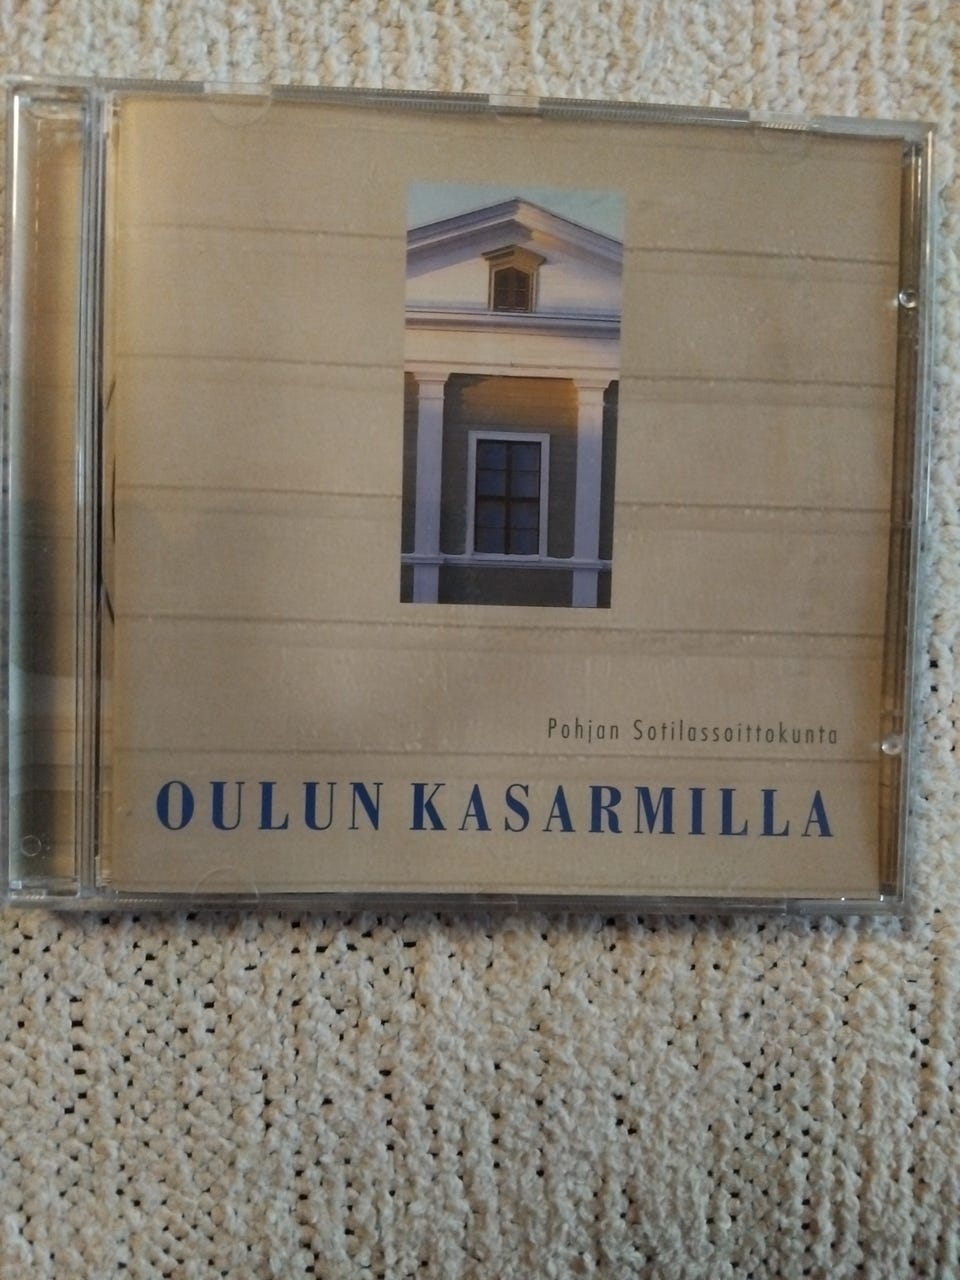 Pohjan Sotilassoittokunta
OULUN KASARMILLA